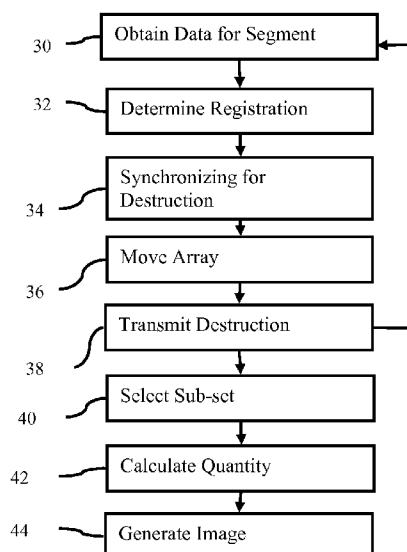 Obtain Data for Segment
30
Determine Registration
32
Synchronizing for
Destruction
34
Move Array
36
Transmit Destruction
38
Select Sub-set
40
Calculate Quantity
42
Generate Image
44